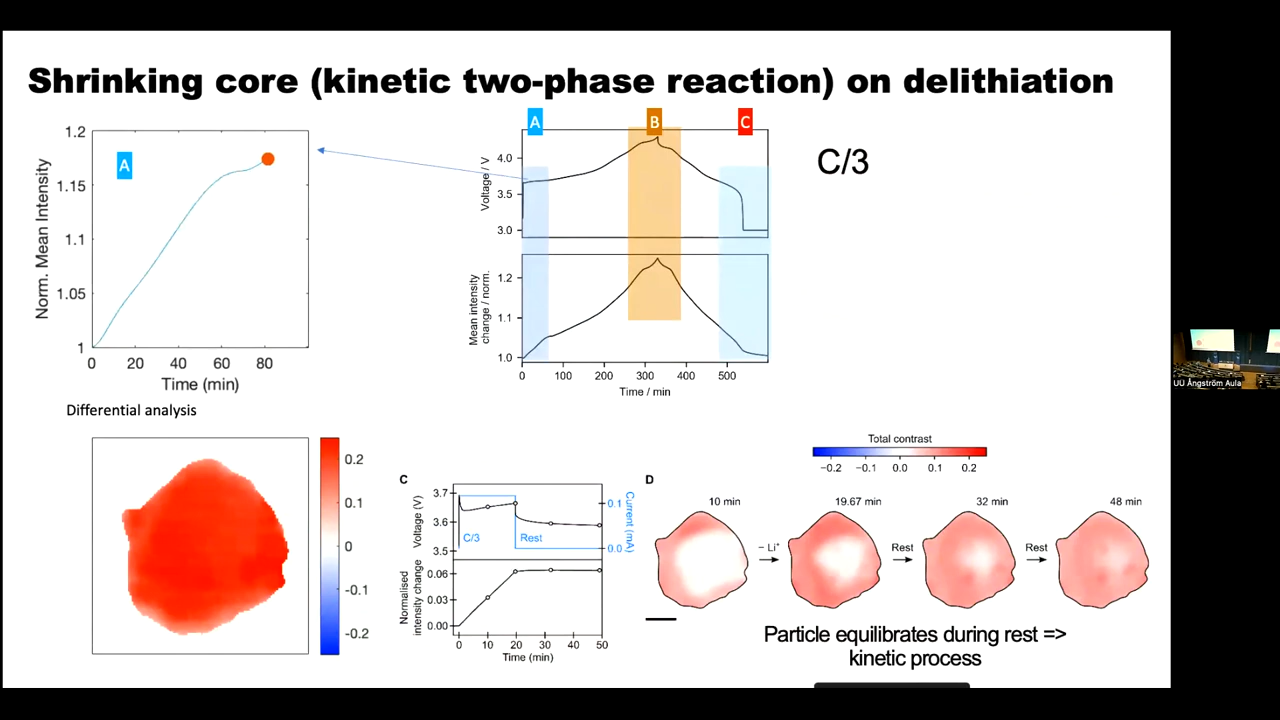 Shrinking core (kinetic two-phase reaction) on delithiation
1.2
1.15
1.1
1.05
1
A
Norm. Mean Intensity
0
20
40
60
80
Time (min)
A
B
C
4.0
3.5
3.0
Voltage / V
1.2
1.1
1.0
Mean intensity
change / norm.
0
100
200
300
400
500
Time / min
C/3
UU Ångström Aula
Differential analysis
0.2
0.1
0
-0.1
-0.2
C
3.7
3.6
3.5
Voltage (V)
C/3
Rest
0.1
0.0
Current (mA)
0.06
0.03
0.00
Normalised
intensity change
0
10
20
30
40
50
Time (min)
D
Total contrast
−0.2
−0.1
0.0
0.1
0.2
10 min
19.67 min
32 min
48 min
− Li⁺
Rest
Rest
Particle equilibrates during rest =>
kinetic process